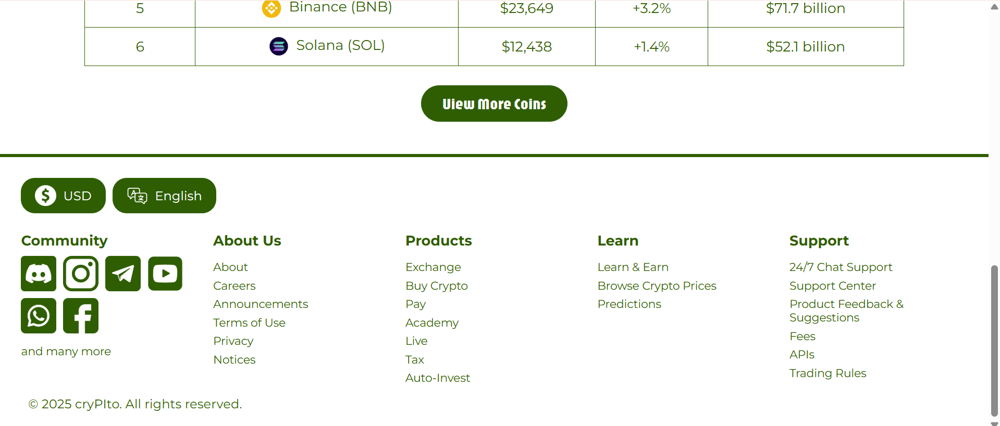 5 Binance (BNB) $23,649 +3.2% $71.7 billion
6 Solana (SOL) $12,438 +1.4% $52.1 billion
View More Coins
$ USD
A 文 English
Community
and many more
About Us
About
Careers
Announcements
Terms of Use
Privacy
Notices
Products
Exchange
Buy Crypto
Pay
Academy
Live
Tax
Auto-Invest
Learn
Learn & Earn
Browse Crypto Prices
Predictions
Support
24/7 Chat Support
Support Center
Product Feedback &
Suggestions
Fees
APIs
Trading Rules
© 2025 cryPIto. All rights reserved.